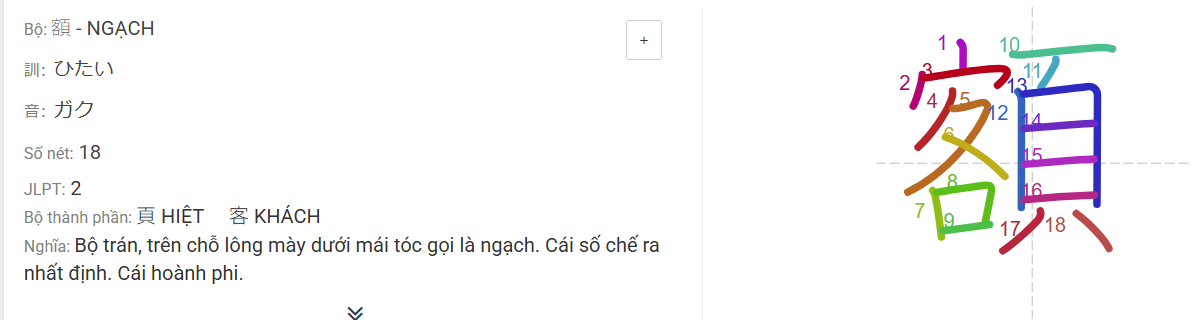 Bộ: 額 - NGẠCH
+
訓: ひたい
音: ガク
Số nét: 18
JLPT: 2
Bộ thành phần: 頁 HIỆT 客 KHÁCH
Nghĩa: Bộ trán, trên chỗ lông mày dưới mái tóc gọi là ngạch. Cái số chế ra
nhất định. Cái hoành phi.
額
1
2
3
4
5
6
7
8
9
10
11
12
13
14
15
16
17
18